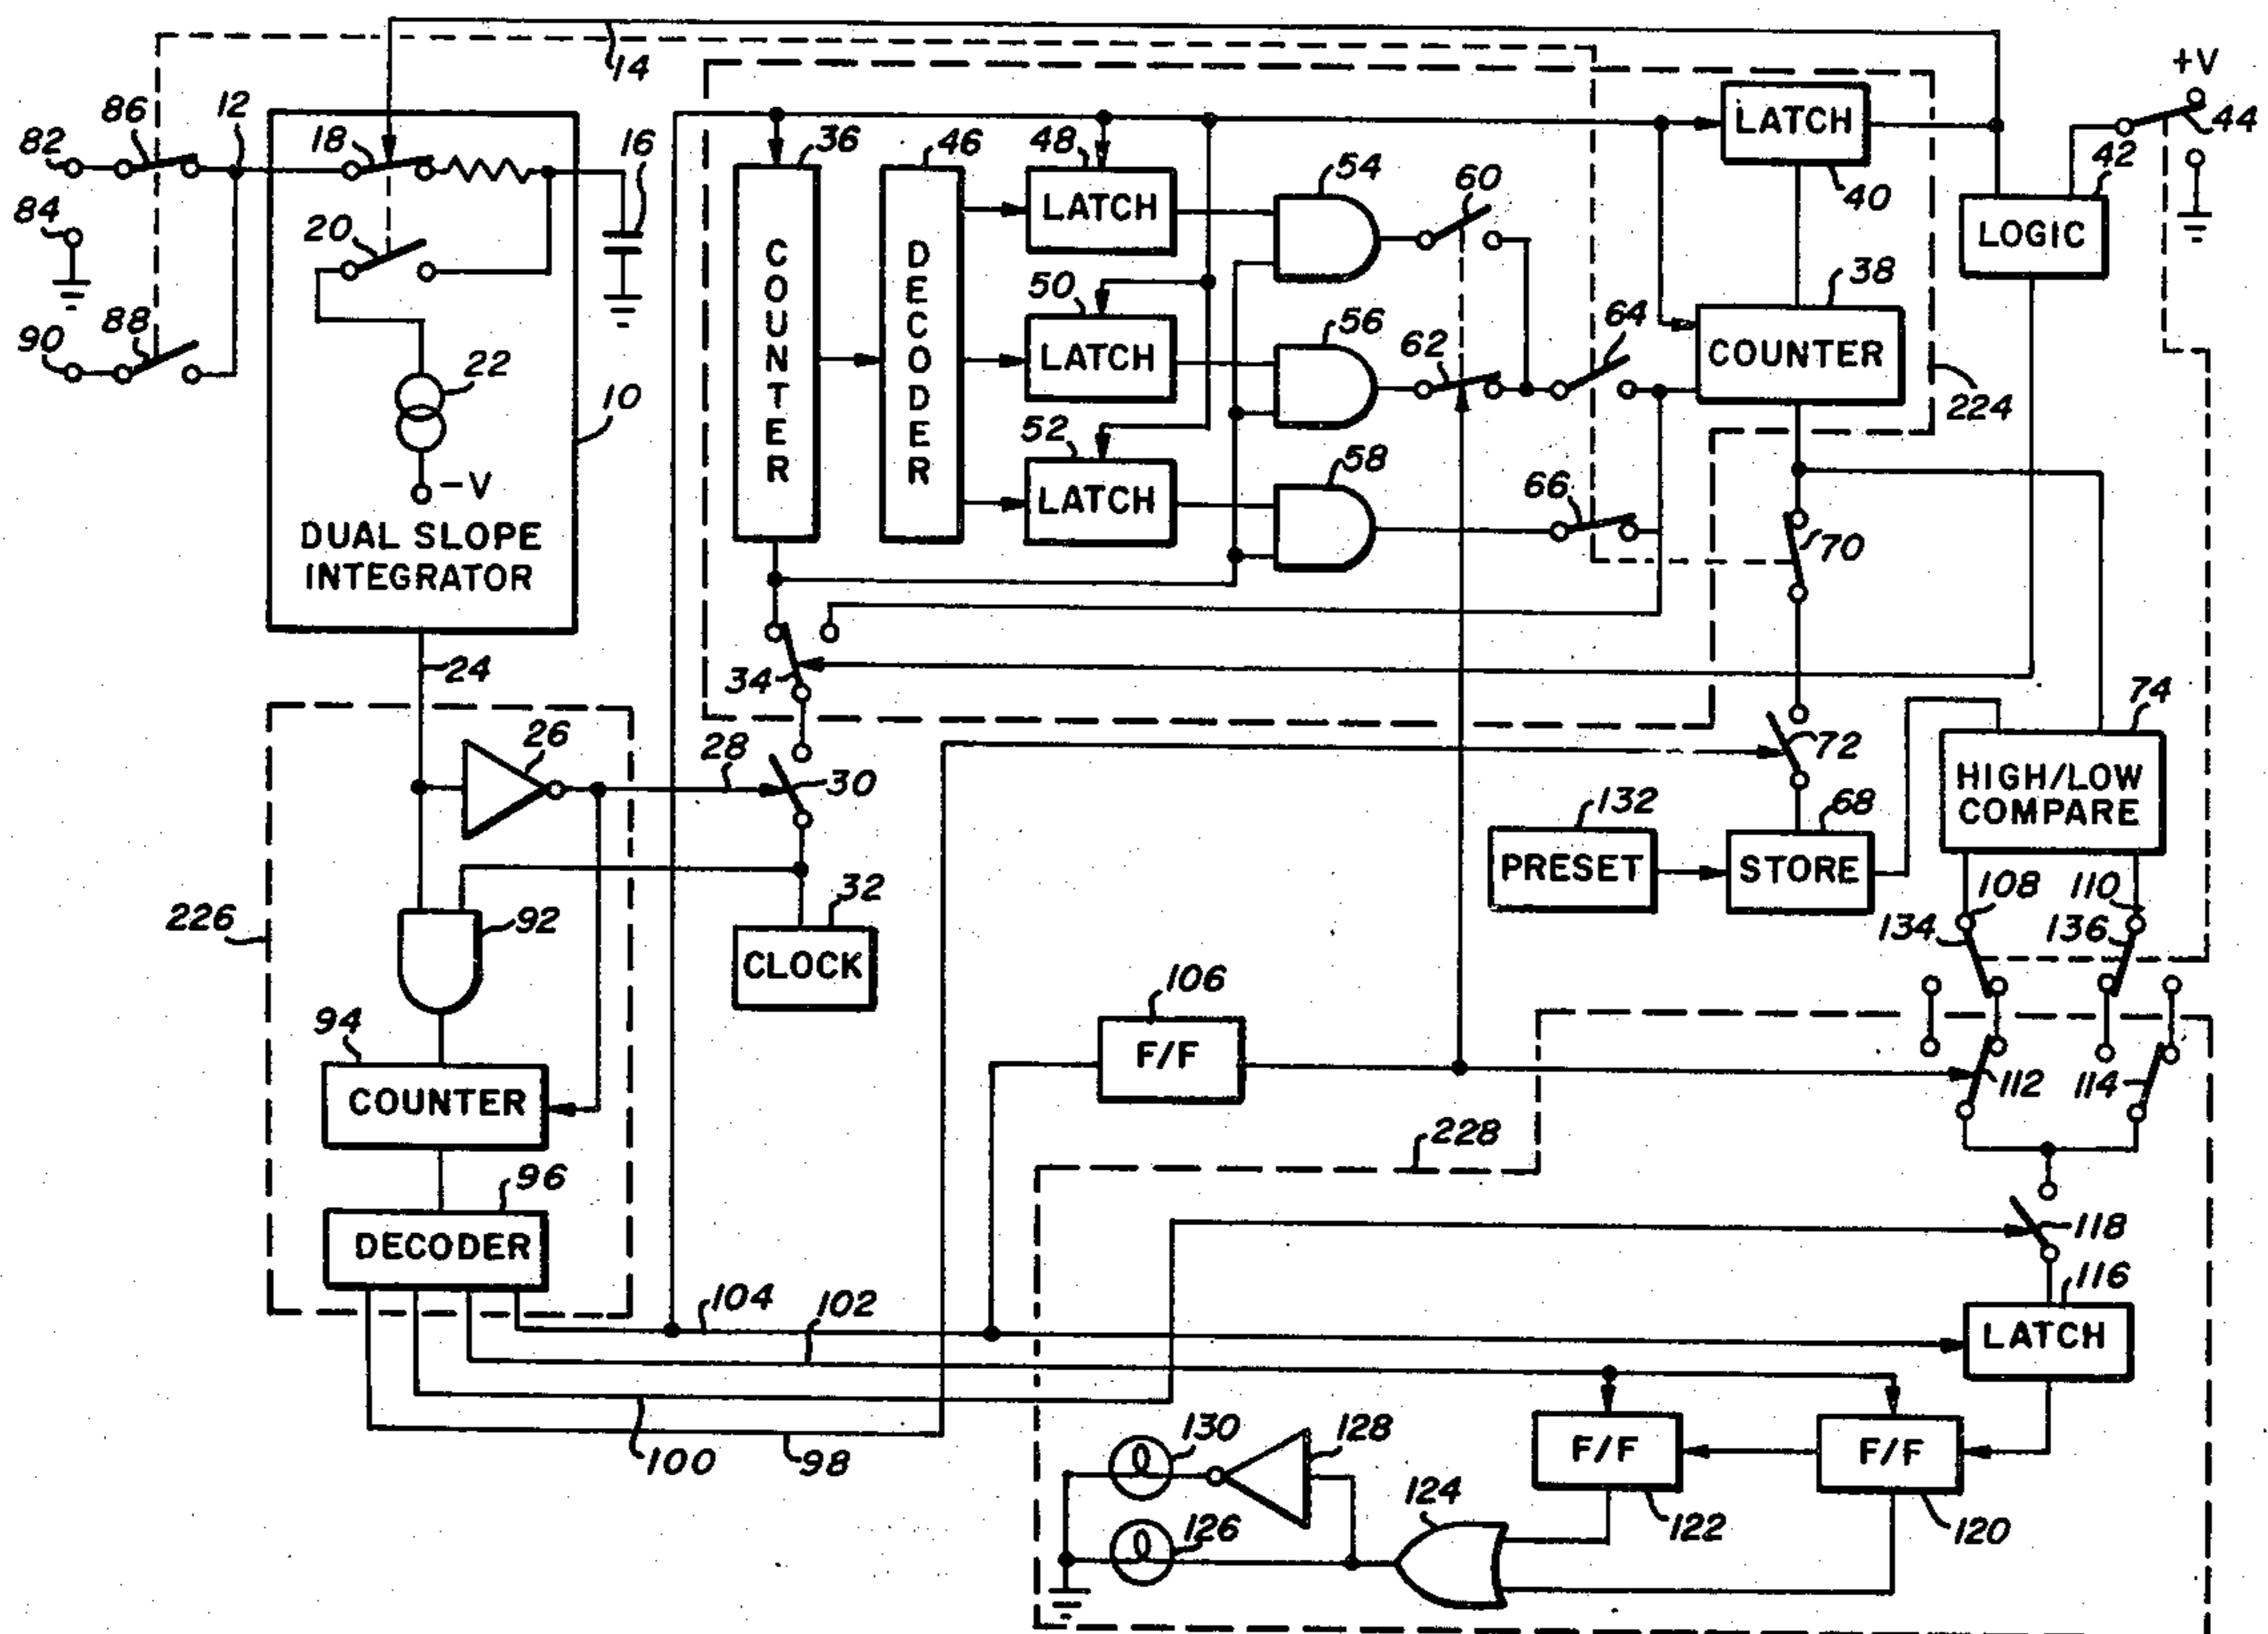 14
+V
82
86
12
18
16
36
46
48
LATCH
54
60
LATCH
44
42
40
84
20
LOGIC
COUNTER
DECODER
50
LATCH
56
62
64
38
COUNTER
90
88
22
10
224
-V
52
LATCH
58
66
70
DUAL SLOPE
INTEGRATOR
24
34
74
26
28
30
72
HIGH/LOW
COMPARE
132
68
PRESET
STORE
32
108
110
226
92
CLOCK
134
136
94
COUNTER
106
F/F
112
114
228
96
DECODER
118
104
102
116
LATCH
100
98
130
128
124
F/F
F/F
126
122
120